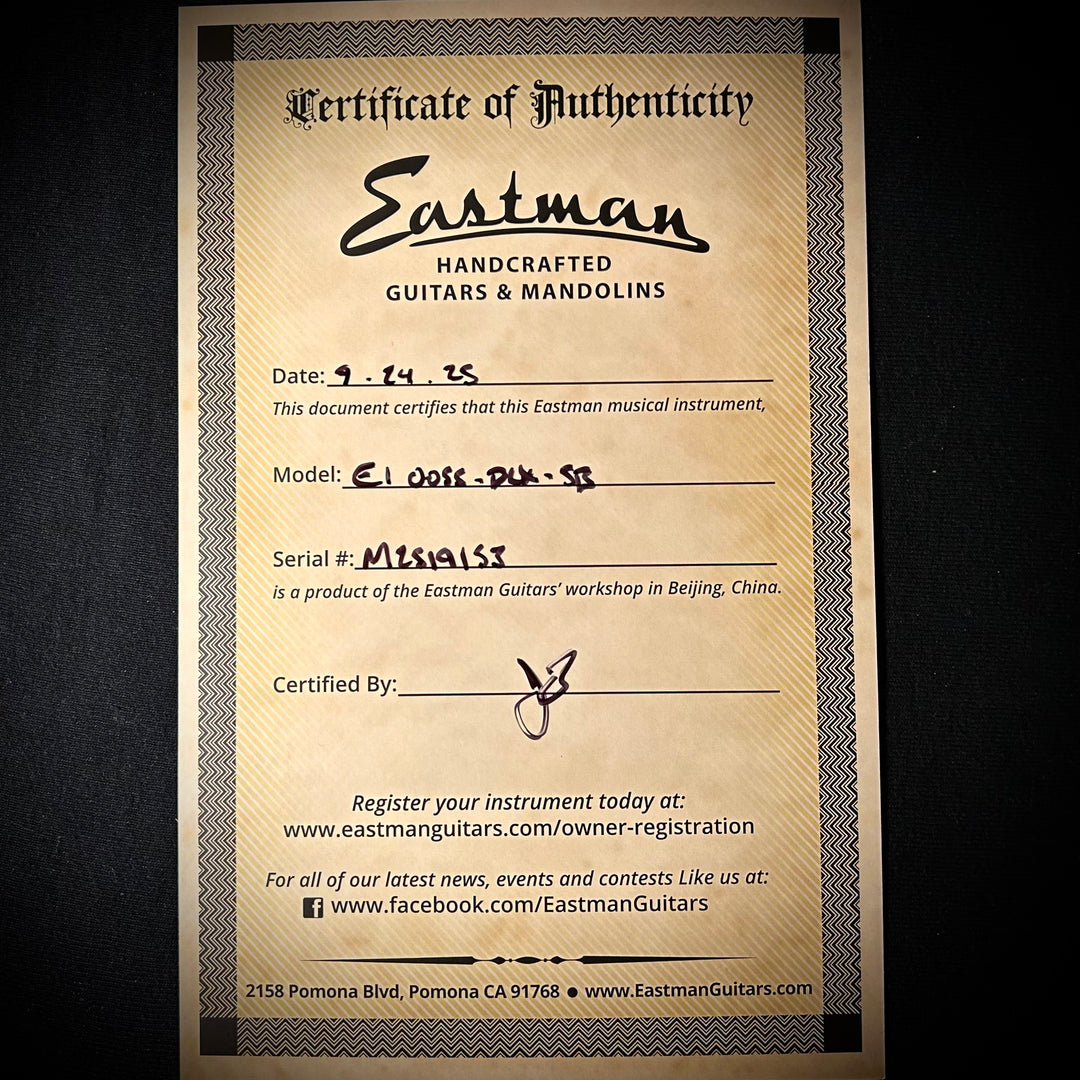 Certificate of Authenticity
Eastman
HANDCRAFTED
GUITARS & MANDOLINS
Date: 9.24.25
This document certifies that this Eastman musical instrument,
Model: E1 00SS-DLX-SB
Serial #: M2519153
is a product of the Eastman Guitars’ workshop in Beijing, China.
Certified By:
Register your instrument today at:
www.eastmanguitars.com/owner-registration
For all of our latest news, events and contests Like us at:
f www.facebook.com/EastmanGuitars
2158 Pomona Blvd, Pomona CA 91768 ● www.EastmanGuitars.com